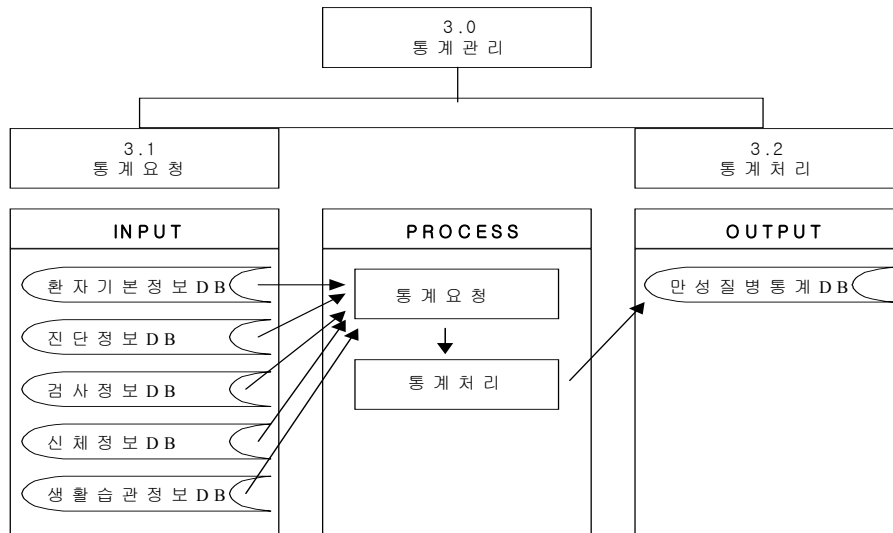 3.0
통계관리
3.1
통계요청
3.2
통계처리
INPUT
PROCESS
OUTPUT
환자기본정보DB
진단정보DB
검사정보DB
신체정보DB
생활습관정보DB
통계요청
통계처리
만성질병통계DB